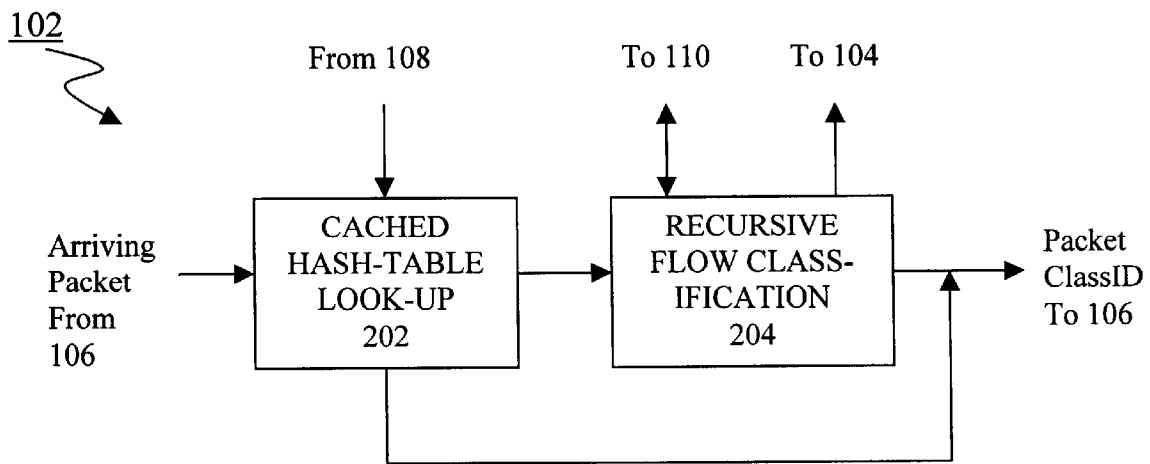 102
From 108
To 110
To 104
Arriving
Packet
From
106
CACHED
HASH-TABLE
LOOK-UP
202
RECURSIVE
FLOW CLASS-
IFICATION
204
Packet
ClassID
To 106